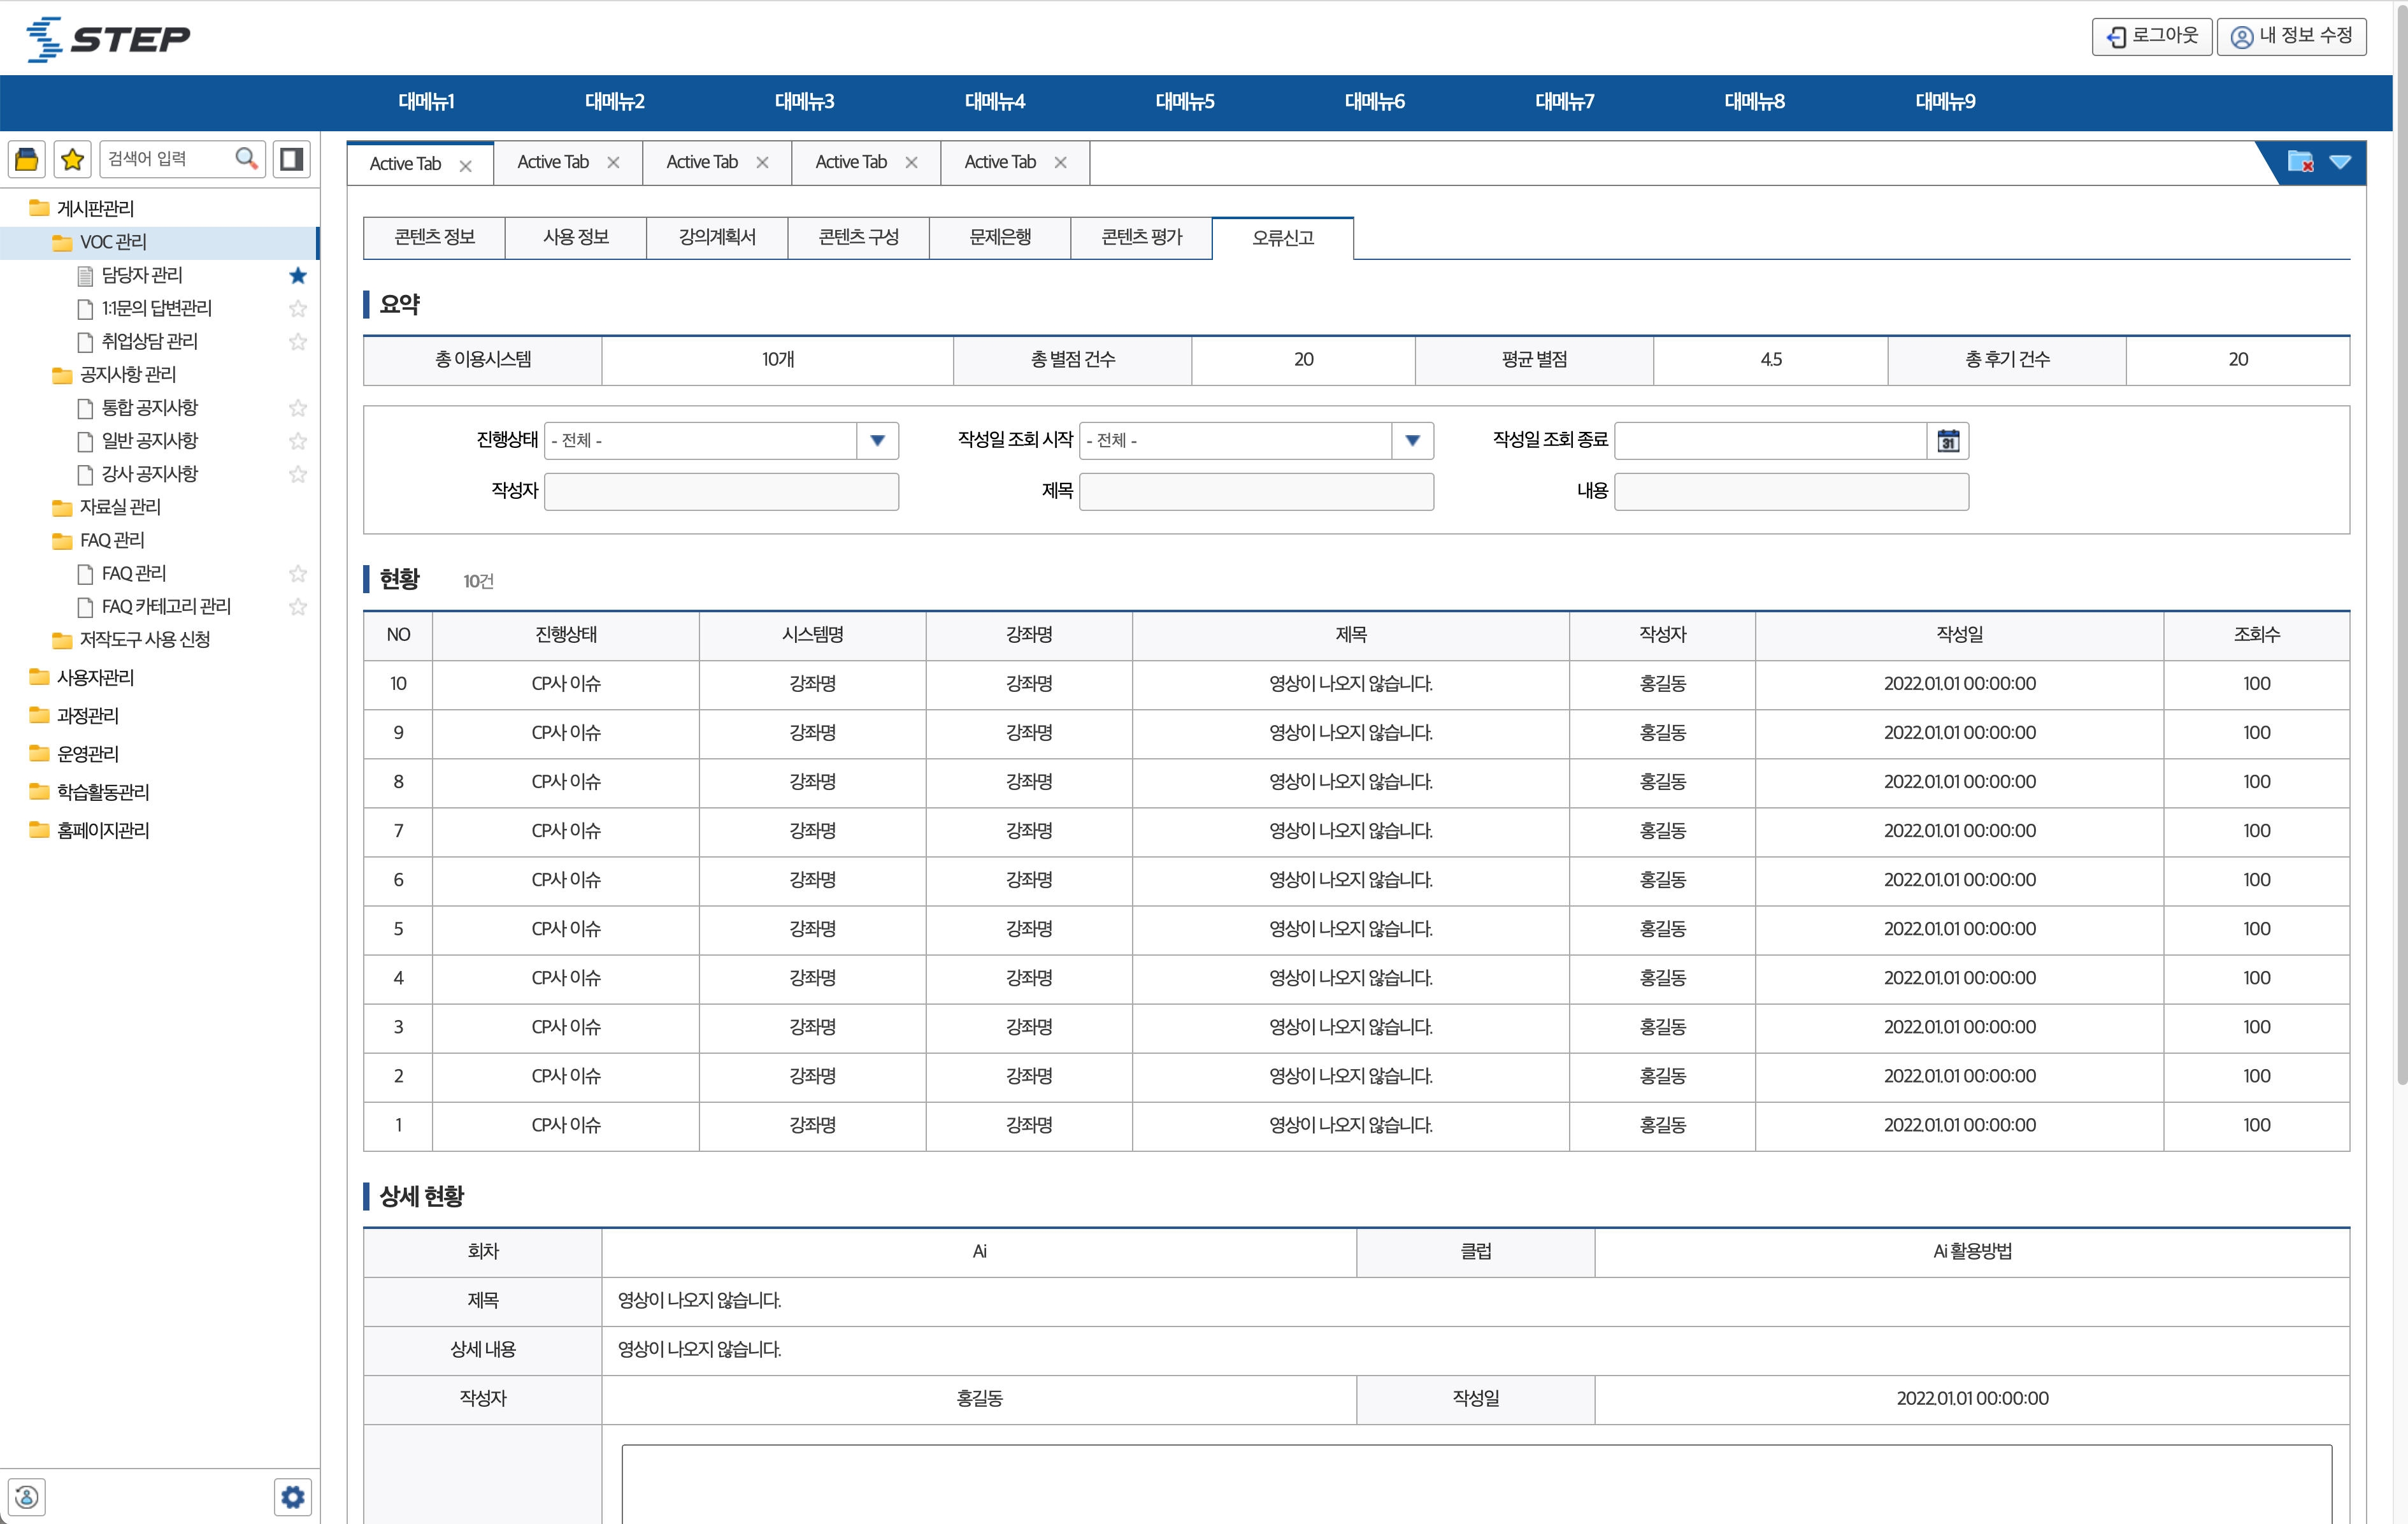 STEP
로그아웃 내 정보 수정
대메뉴1 대메뉴2 대메뉴3 대메뉴4 대메뉴5 대메뉴6 대메뉴7 대메뉴8 대메뉴9
검색어 입력
게시판관리
VOC 관리
담당자 관리
1:1문의 답변관리
취업상담 관리
공지사항 관리
통합 공지사항
일반 공지사항
강사 공지사항
자료실 관리
FAQ 관리
FAQ 관리
FAQ 카테고리 관리
저작도구 사용 신청
사용자관리
과정관리
운영관리
학습활동관리
홈페이지관리
Active Tab Active Tab Active Tab Active Tab Active Tab
콘텐츠 정보 사용 정보 강의계획서 콘텐츠 구성 문제은행 콘텐츠 평가 오류신고
요약
총 이용시스템 10개 총 별점 건수 20 평균 별점 4.5 총 후기 건수 20
진행상태 - 전체 - 작성일 조회 시작 - 전체 - 작성일 조회 종료 31
작성자 제목 내용
현황 10건
NO 진행상태 시스템명 강좌명 제목 작성자 작성일 조회수
10 CP사 이슈 강좌명 강좌명 영상이 나오지 않습니다. 홍길동 2022.01.01 00:00:00 100
9 CP사 이슈 강좌명 강좌명 영상이 나오지 않습니다. 홍길동 2022.01.01 00:00:00 100
8 CP사 이슈 강좌명 강좌명 영상이 나오지 않습니다. 홍길동 2022.01.01 00:00:00 100
7 CP사 이슈 강좌명 강좌명 영상이 나오지 않습니다. 홍길동 2022.01.01 00:00:00 100
6 CP사 이슈 강좌명 강좌명 영상이 나오지 않습니다. 홍길동 2022.01.01 00:00:00 100
5 CP사 이슈 강좌명 강좌명 영상이 나오지 않습니다. 홍길동 2022.01.01 00:00:00 100
4 CP사 이슈 강좌명 강좌명 영상이 나오지 않습니다. 홍길동 2022.01.01 00:00:00 100
3 CP사 이슈 강좌명 강좌명 영상이 나오지 않습니다. 홍길동 2022.01.01 00:00:00 100
2 CP사 이슈 강좌명 강좌명 영상이 나오지 않습니다. 홍길동 2022.01.01 00:00:00 100
1 CP사 이슈 강좌명 강좌명 영상이 나오지 않습니다. 홍길동 2022.01.01 00:00:00 100
상세 현황
회차 Ai 클럽 Ai 활용방법
제목 영상이 나오지 않습니다.
상세 내용 영상이 나오지 않습니다.
작성자 홍길동 작성일 2022.01.01 00:00:00